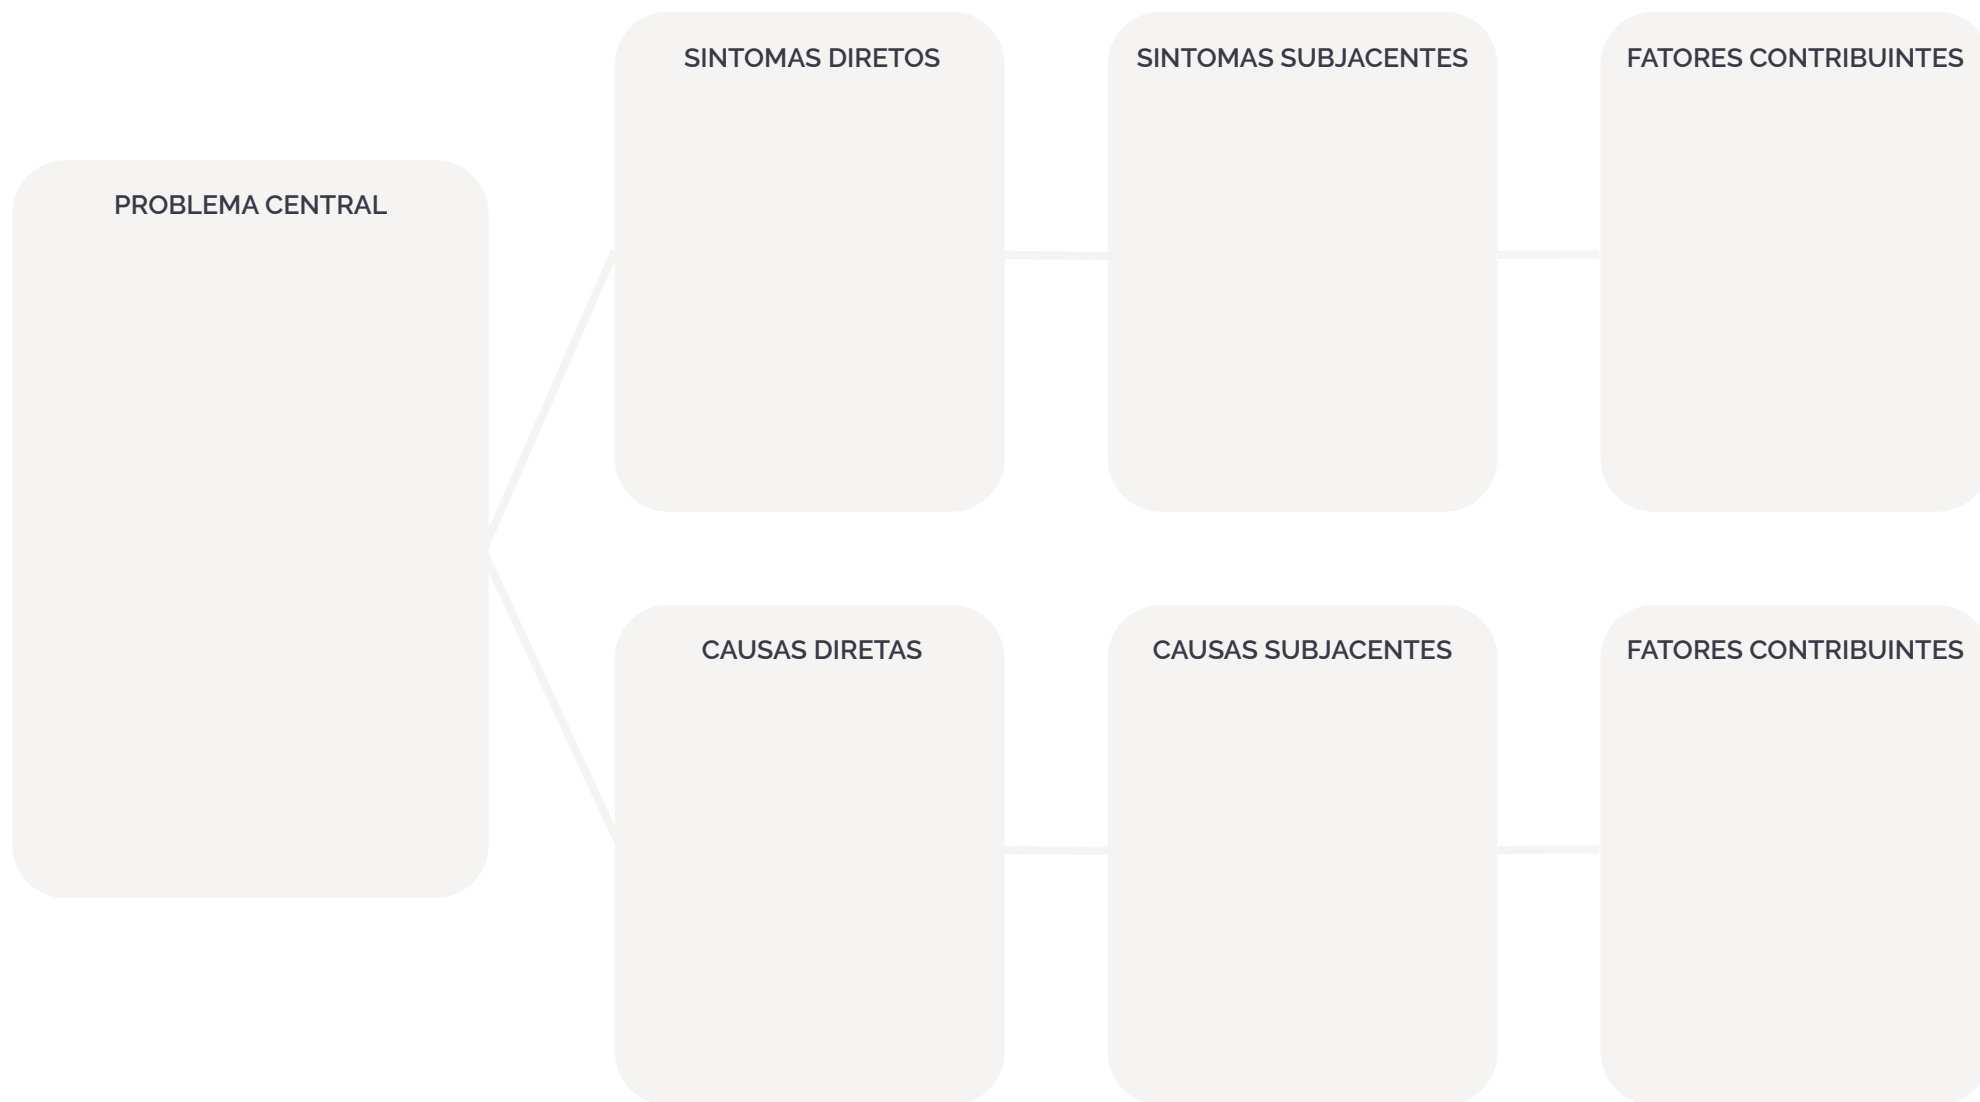 SINTOMAS DIRETOS
SINTOMAS SUBJACENTES
FATORES CONTRIBUINTES
PROBLEMA CENTRAL
CAUSAS DIRETAS
CAUSAS SUBJACENTES
FATORES CONTRIBUINTES